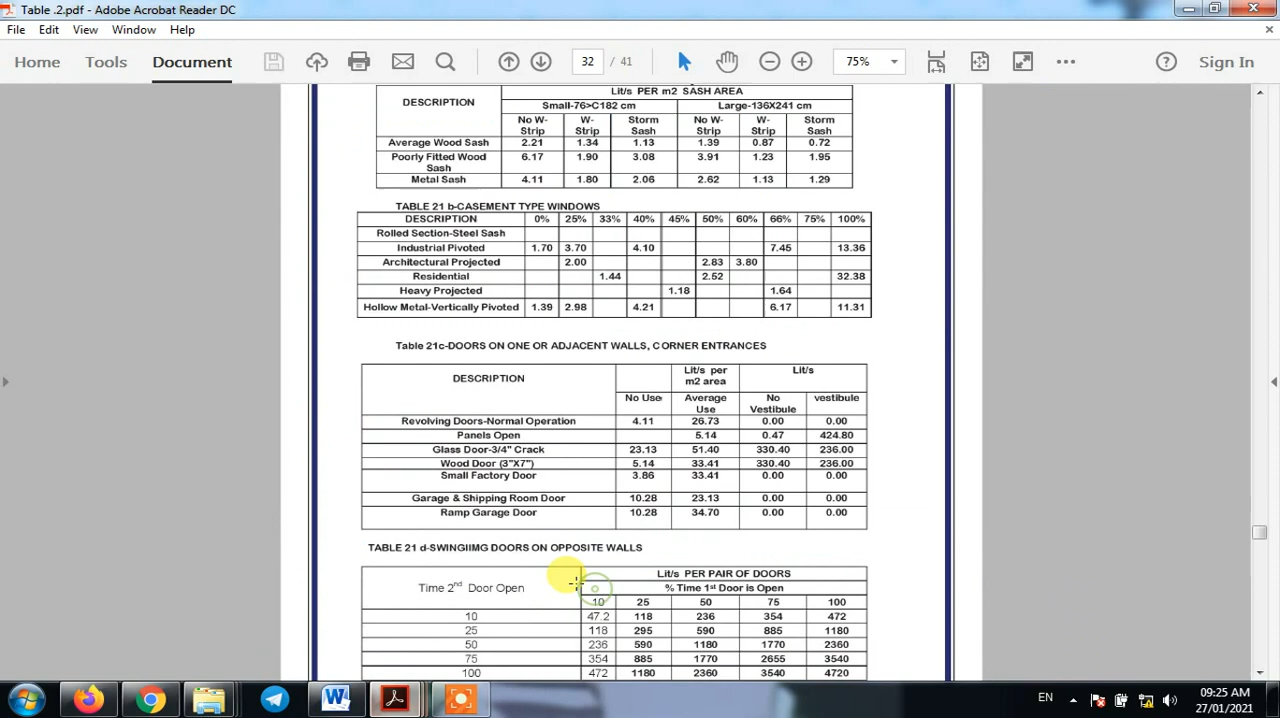 Table .2.pdf - Adobe Acrobat Reader DC
File Edit View Window Help
Home Tools Document 32 / 41 75% Sign In
Lit/s PER m2 SASH AREA
DESCRIPTION Small-76>C182 cm Large-136X241 cm
No W-Strip W-Strip Storm Sash No W-Strip W-Strip Storm Sash
Average Wood Sash 2.21 1.34 1.13 1.39 0.87 0.72
Poorly Fitted Wood Sash 6.17 1.90 3.08 3.91 1.23 1.95
Metal Sash 4.11 1.80 2.06 2.62 1.13 1.29
TABLE 21 b-CASEMENT TYPE WINDOWS
DESCRIPTION 0% 25% 33% 40% 45% 50% 60% 66% 75% 100%
Rolled Section-Steel Sash
Industrial Pivoted 1.70 3.70 4.10 7.45 13.36
Architectural Projected 2.00 2.83 3.80
Residential 1.44 2.52 32.38
Heavy Projected 1.18 1.64
Hollow Metal-Vertically Pivoted 1.39 2.98 4.21 6.17 11.31
Table 21c-DOORS ON ONE OR ADJACENT WALLS, CORNER ENTRANCES
DESCRIPTION Lit/s per m2 area Lit/s
No Use Average Use No Vestibule vestibule
Revolving Doors-Normal Operation 4.11 26.73 0.00 0.00
Panels Open 5.14 0.47 424.80
Glass Door-3/4" Crack 23.13 51.40 330.40 236.00
Wood Door (3"X7") 5.14 33.41 330.40 236.00
Small Factory Door 3.86 33.41 0.00 0.00
Garage & Shipping Room Door 10.28 23.13 0.00 0.00
Ramp Garage Door 10.28 34.70 0.00 0.00
TABLE 21 d-SWINGIIMG DOORS ON OPPOSITE WALLS
Lit/s PER PAIR OF DOORS
Time 2nd Door Open % Time 1st Door is Open
10 25 50 75 100
10 47.2 118 236 354 472
25 118 295 590 885 1180
50 236 590 1180 1770 2360
75 354 885 1770 2655 3540
100 472 1180 2360 3540 4720
EN 09:25 AM
27/01/2021